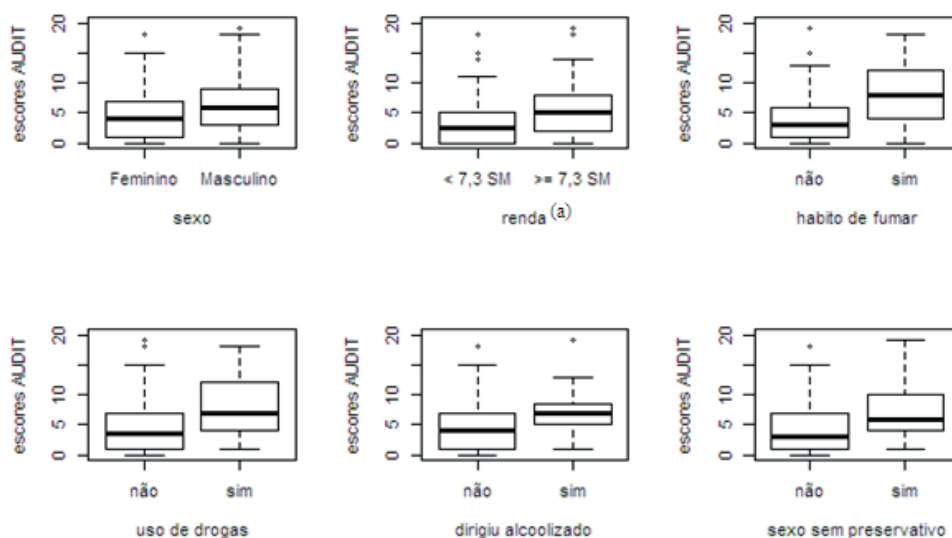 escores AUDIT
20
10
5
0
Feminino Masculino
sexo
escores AUDIT
20
10
5
0
< 7,3 SM >= 7,3 SM
renda (a)
escores AUDIT
20
10
5
0
não sim
habito de fumar
escores AUDIT
20
10
5
0
não sim
uso de drogas
escores AUDIT
20
10
5
0
não sim
dirigiu alcoolizado
escores AUDIT
20
10
5
0
não sim
sexo sem preservativo